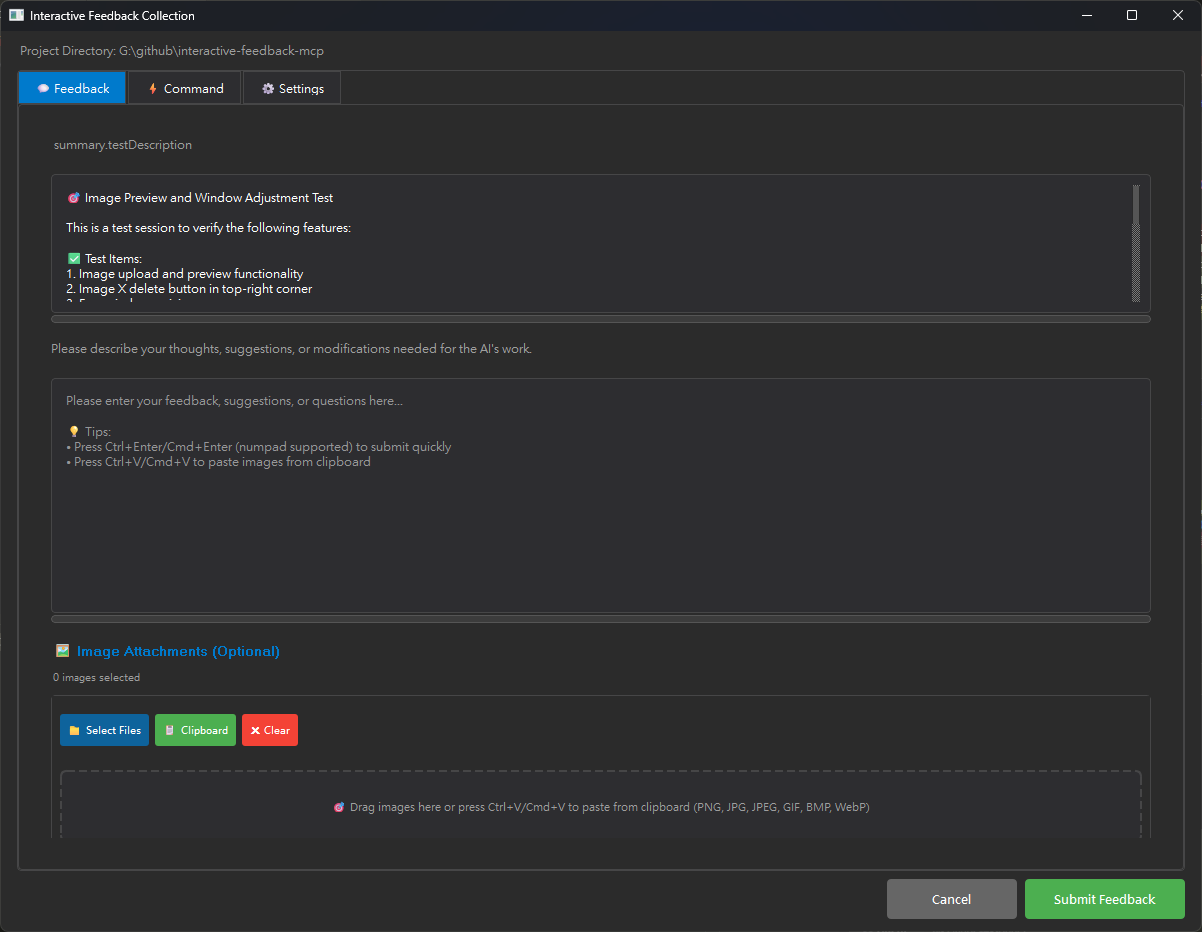 Interactive Feedback Collection
Project Directory: G:\github\interactive-feedback-mcp
Feedback
Command
Settings
summary.testDescription
🎯 Image Preview and Window Adjustment Test
This is a test session to verify the following features:
✅ Test Items:
1. Image upload and preview functionality
2. Image X delete button in top-right corner
Please describe your thoughts, suggestions, or modifications needed for the AI's work.
Please enter your feedback, suggestions, or questions here...
💡 Tips:
• Press Ctrl+Enter/Cmd+Enter (numpad supported) to submit quickly
• Press Ctrl+V/Cmd+V to paste images from clipboard
Image Attachments (Optional)
0 images selected
Select Files
Clipboard
Clear
🎯 Drag images here or press Ctrl+V/Cmd+V to paste from clipboard (PNG, JPG, JPEG, GIF, BMP, WebP)
Cancel
Submit Feedback